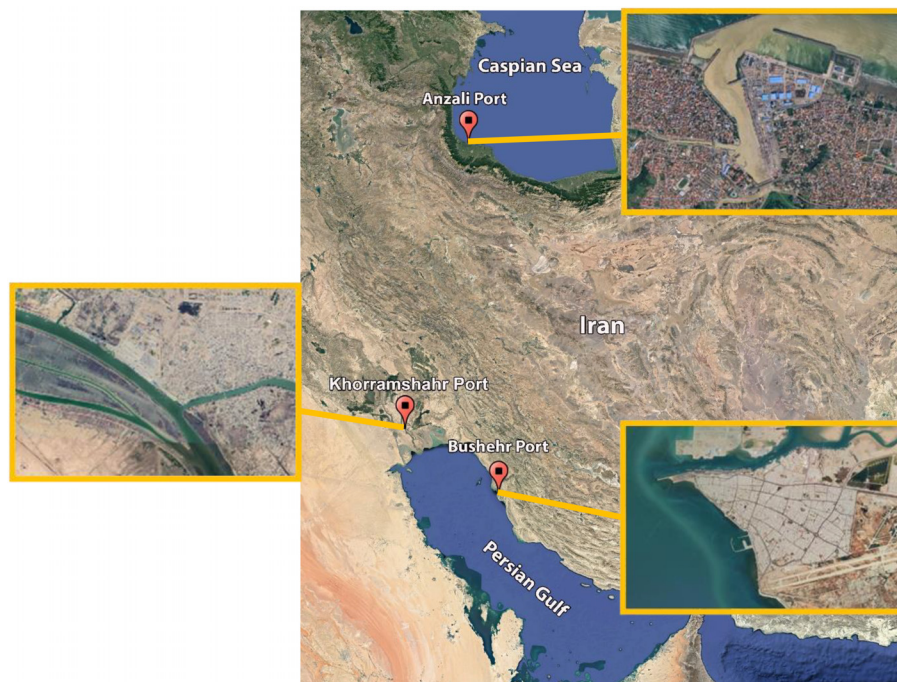 Caspian Sea
Anzali Port
Iran
Khorramshahr Port
Bushehr Port
Persian Gulf